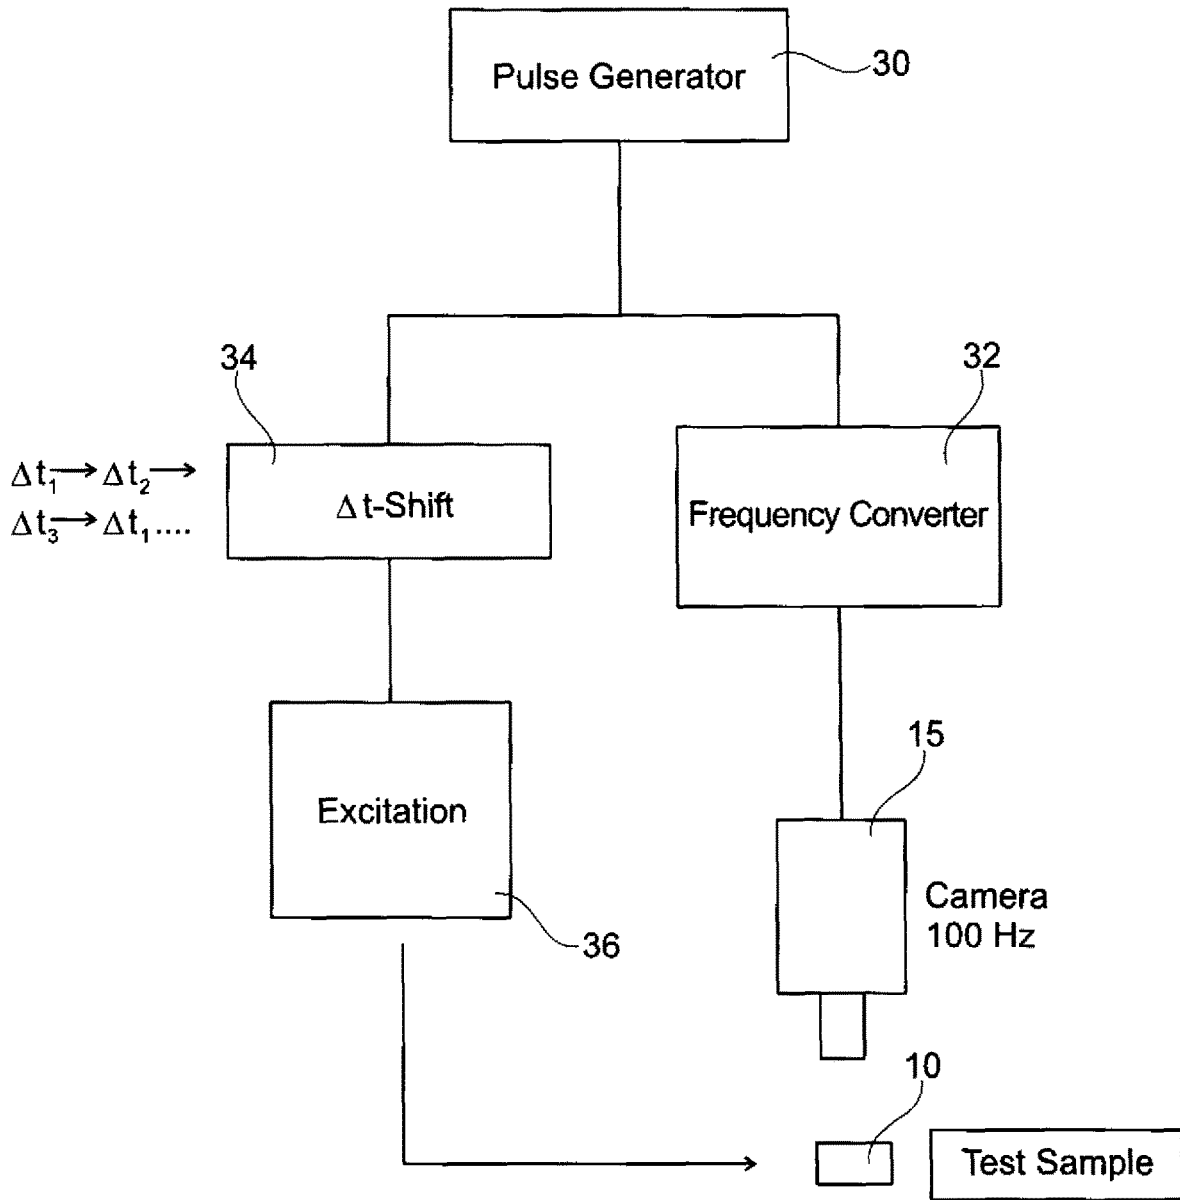 Pulse Generator
30
34
32
Δt₁→Δt₂→
Δt₃→Δt₁....
Δt-Shift
Frequency Converter
15
Excitation
Camera
100 Hz
36
10
Test Sample